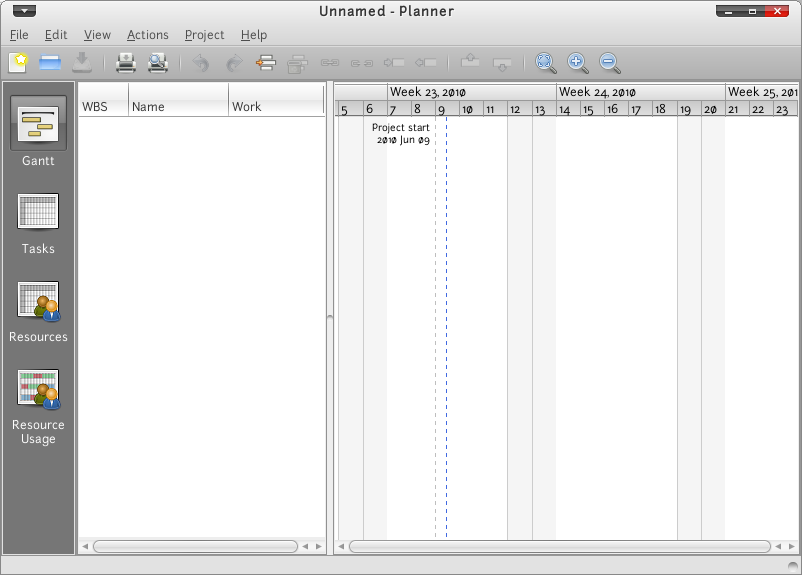 Unnamed - Planner
File Edit View Actions Project Help
WBS Name Work
Week 23, 2010 Week 24, 2010 Week 25, 201
5 6 7 8 9 10 11 12 13 14 15 16 17 18 19 20 21 22 23
Project start
2010 Jun 09
Gantt
Tasks
Resources
Resource
Usage